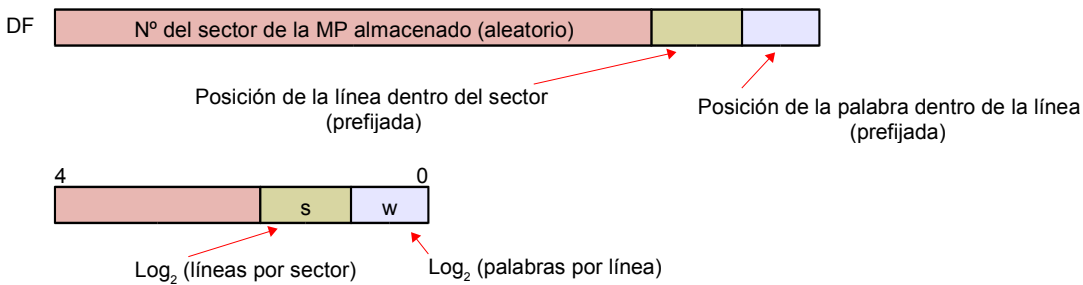 DF
Nº del sector de la MP almacenado (aleatorio)
Posición de la línea dentro del sector
(prefijada)
Posición de la palabra dentro de la línea
(prefijada)
4
0
s
w
Log₂ (líneas por sector)
Log₂ (palabras por línea)